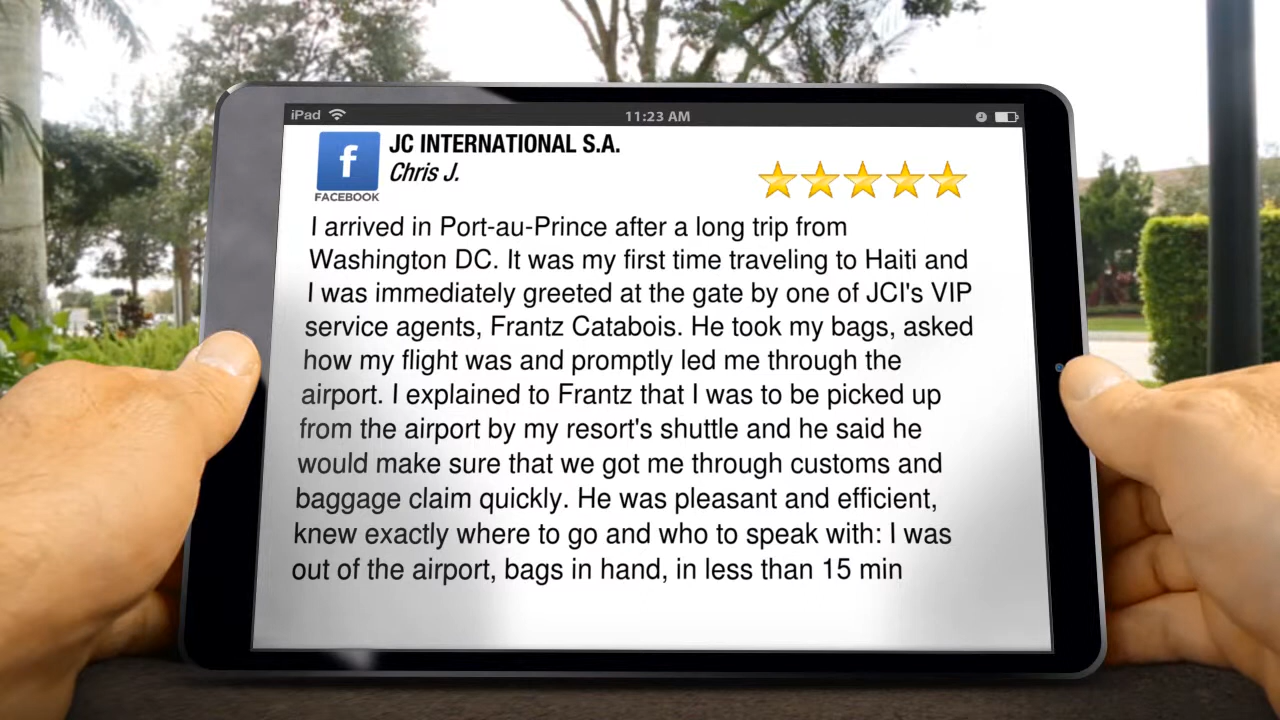 iPad
11:23 AM
f
FACEBOOK
JC INTERNATIONAL S.A.
Chris J.
I arrived in Port-au-Prince after a long trip from
Washington DC. It was my first time traveling to Haiti and
I was immediately greeted at the gate by one of JCI's VIP
service agents, Frantz Catabois. He took my bags, asked
how my flight was and promptly led me through the
airport. I explained to Frantz that I was to be picked up
from the airport by my resort's shuttle and he said he
would make sure that we got me through customs and
baggage claim quickly. He was pleasant and efficient,
knew exactly where to go and who to speak with: I was
out of the airport, bags in hand, in less than 15 min